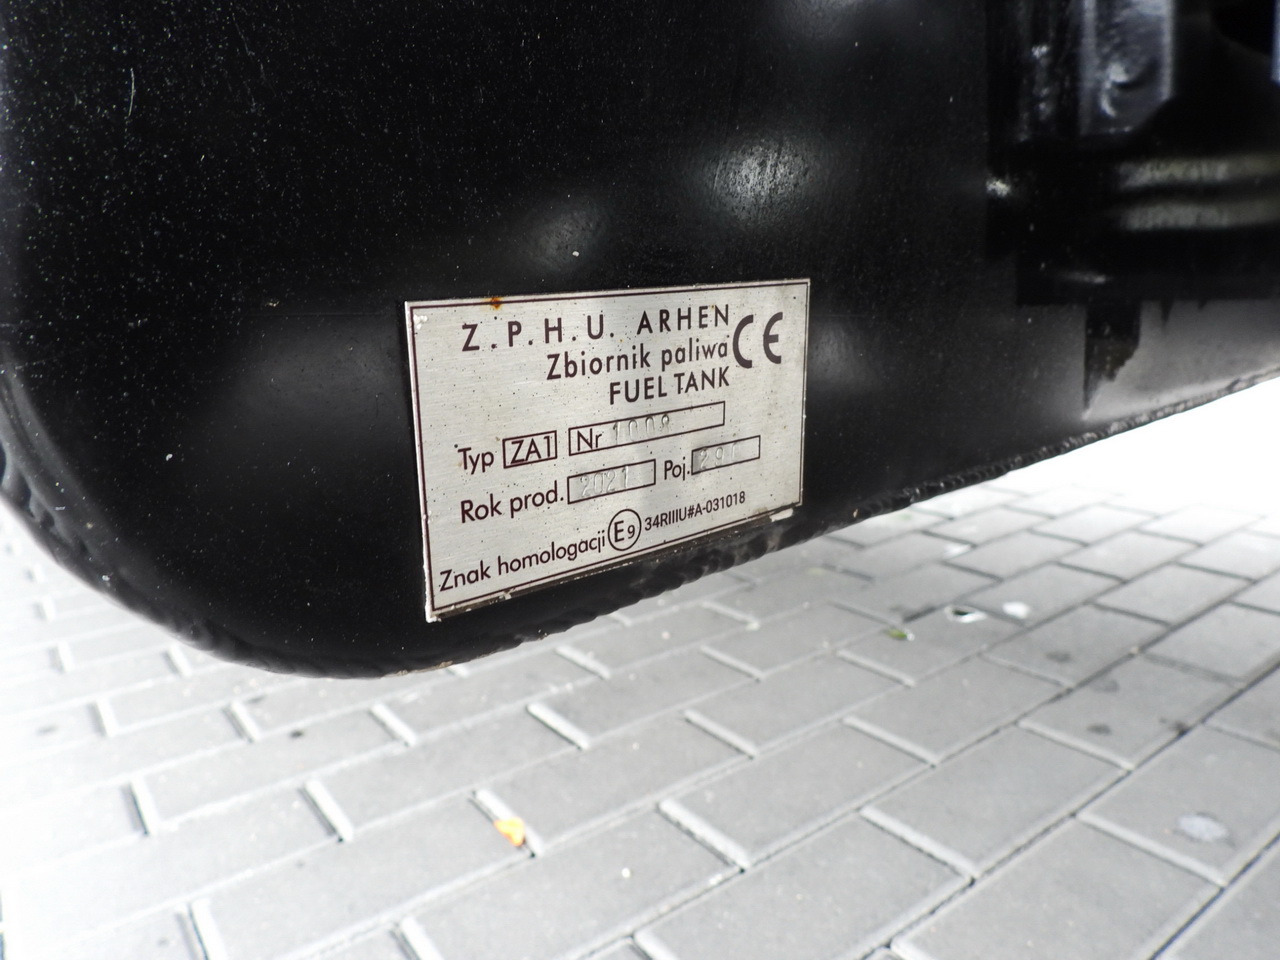 Z.P.H.U. ARHEN
Zbiornik paliwa CE
FUEL TANK
Typ ZA1 Nr 1008
Rok prod. 2021 Poj.
Znak homologacji E9 34RIIIU#A-031018